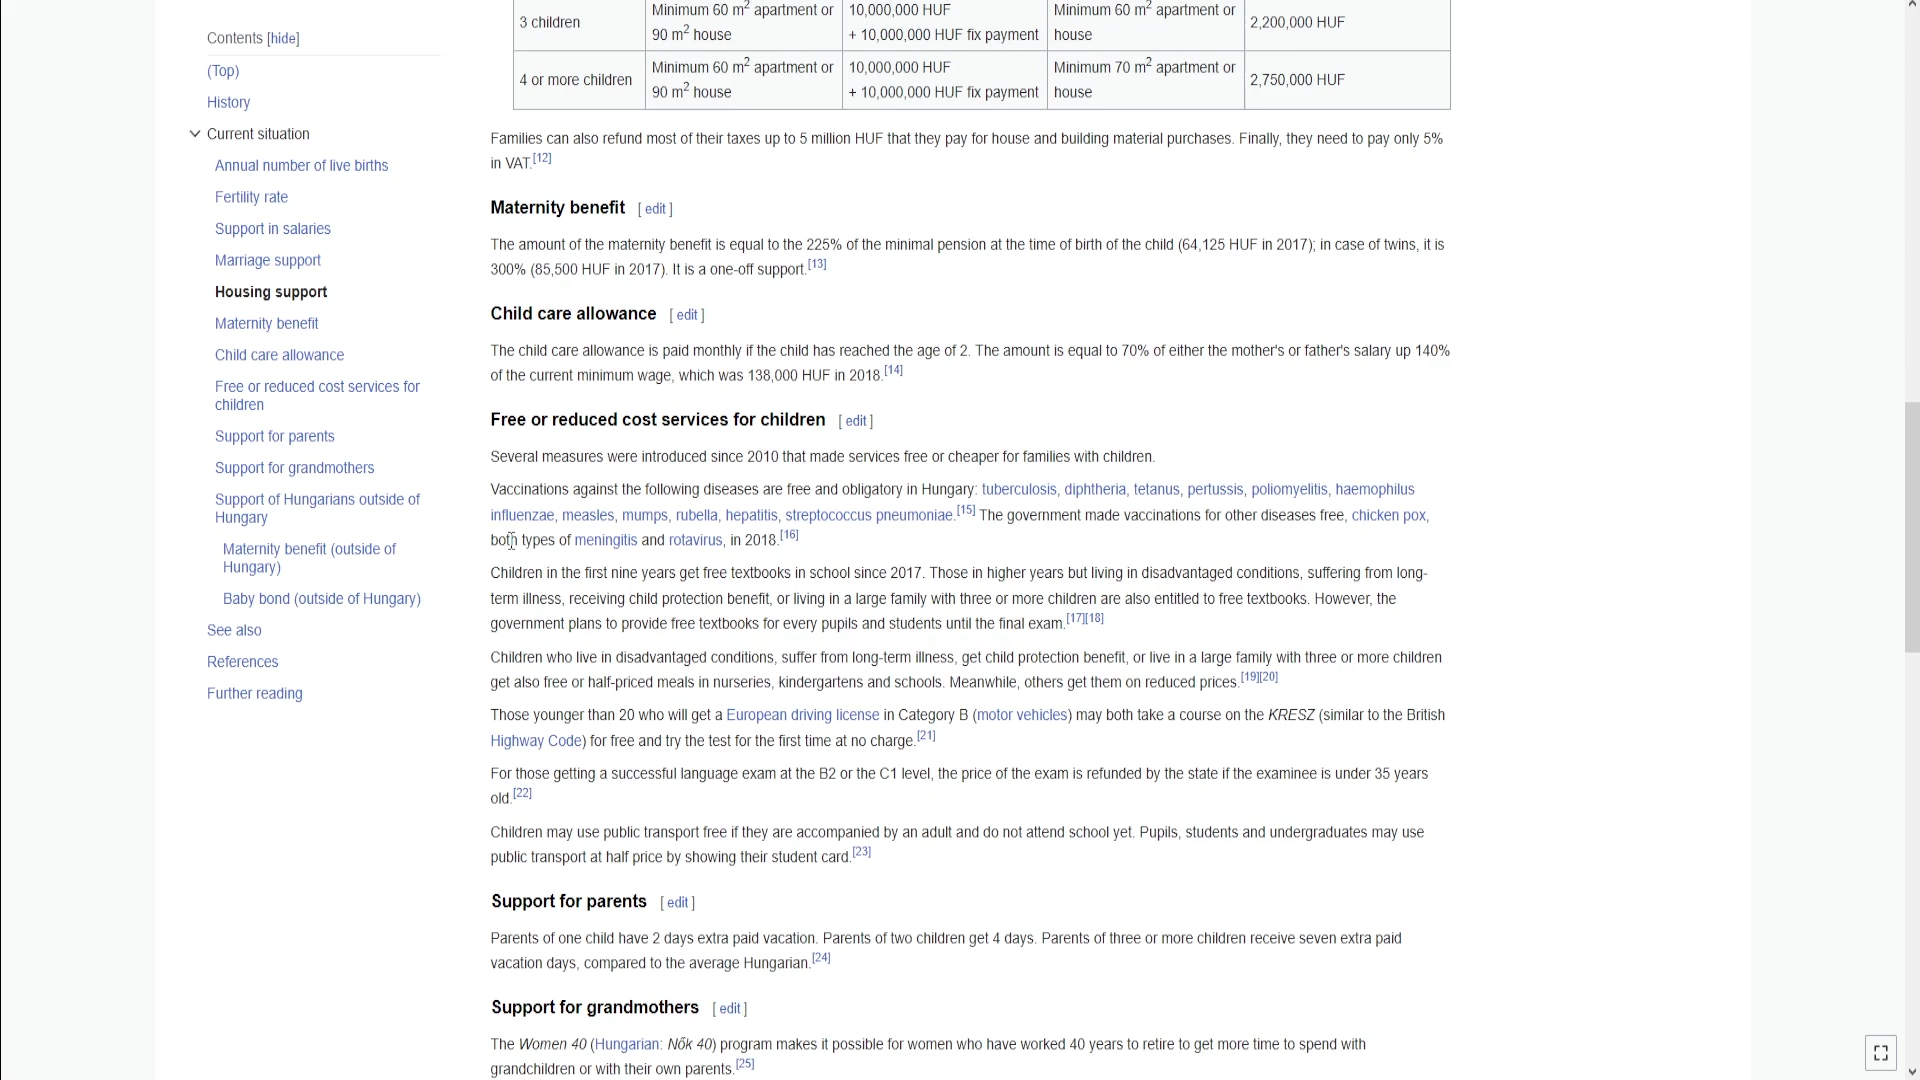 Contents [hide]
(Top)
History
Current situation
Annual number of live births
Fertility rate
Support in salaries
Marriage support
Housing support
Maternity benefit
Child care allowance
Free or reduced cost services for
children
Support for parents
Support for grandmothers
Support of Hungarians outside of
Hungary
Maternity benefit (outside of
Hungary)
Baby bond (outside of Hungary)
See also
References
Further reading
3 children | Minimum 60 m² apartment or 90 m² house | 10,000,000 HUF + 10,000,000 HUF fix payment | Minimum 60 m² apartment or house | 2,200,000 HUF
4 or more children | Minimum 60 m² apartment or 90 m² house | 10,000,000 HUF + 10,000,000 HUF fix payment | Minimum 70 m² apartment or house | 2,750,000 HUF
Families can also refund most of their taxes up to 5 million HUF that they pay for house and building material purchases. Finally, they need to pay only 5%
in VAT.[12]
Maternity benefit [ edit ]
The amount of the maternity benefit is equal to the 225% of the minimal pension at the time of birth of the child (64,125 HUF in 2017); in case of twins, it is
300% (85,500 HUF in 2017). It is a one-off support.[13]
Child care allowance [ edit ]
The child care allowance is paid monthly if the child has reached the age of 2. The amount is equal to 70% of either the mother's or father's salary up 140%
of the current minimum wage, which was 138,000 HUF in 2018.[14]
Free or reduced cost services for children [ edit ]
Several measures were introduced since 2010 that made services free or cheaper for families with children.
Vaccinations against the following diseases are free and obligatory in Hungary: tuberculosis, diphtheria, tetanus, pertussis, poliomyelitis, haemophilus
influenzae, measles, mumps, rubella, hepatitis, streptococcus pneumoniae.[15] The government made vaccinations for other diseases free, chicken pox,
both types of meningitis and rotavirus, in 2018.[16]
Children in the first nine years get free textbooks in school since 2017. Those in higher years but living in disadvantaged conditions, suffering from long-
term illness, receiving child protection benefit, or living in a large family with three or more children are also entitled to free textbooks. However, the
government plans to provide free textbooks for every pupils and students until the final exam.[17][18]
Children who live in disadvantaged conditions, suffer from long-term illness, get child protection benefit, or live in a large family with three or more children
get also free or half-priced meals in nurseries, kindergartens and schools. Meanwhile, others get them on reduced prices.[19][20]
Those younger than 20 who will get a European driving license in Category B (motor vehicles) may both take a course on the KRESZ (similar to the British
Highway Code) for free and try the test for the first time at no charge.[21]
For those getting a successful language exam at the B2 or the C1 level, the price of the exam is refunded by the state if the examinee is under 35 years
old.[22]
Children may use public transport free if they are accompanied by an adult and do not attend school yet. Pupils, students and undergraduates may use
public transport at half price by showing their student card.[23]
Support for parents [ edit ]
Parents of one child have 2 days extra paid vacation. Parents of two children get 4 days. Parents of three or more children receive seven extra paid
vacation days, compared to the average Hungarian.[24]
Support for grandmothers [ edit ]
The Women 40 (Hungarian: Nők 40) program makes it possible for women who have worked 40 years to retire to get more time to spend with
grandchildren or with their own parents.[25]